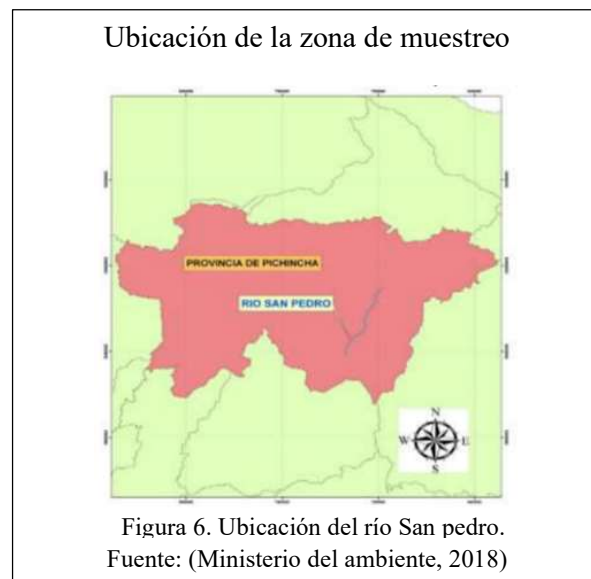 Ubicación de la zona de muestreo
PROVINCIA DE PICHINCHA
RIO SAN PEDRO
N
W
E
S
Figura 6. Ubicación del río San pedro.
Fuente: (Ministerio del ambiente, 2018)